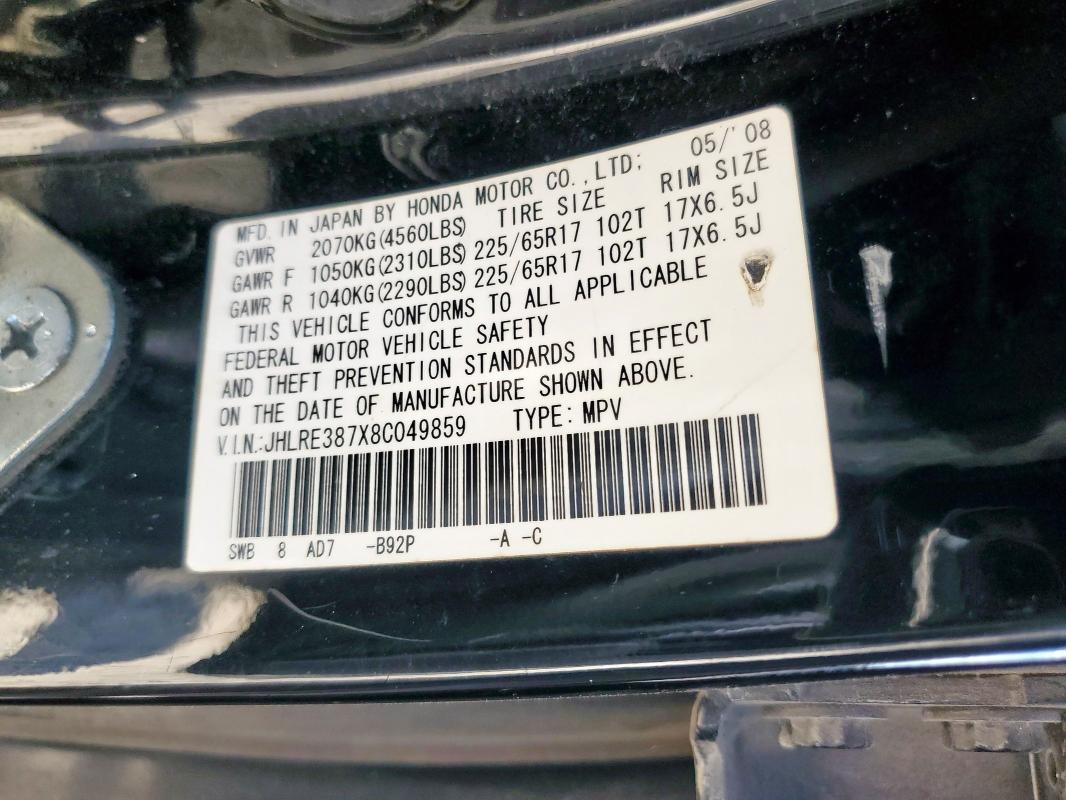 MFD. IN JAPAN BY HONDA MOTOR CO., LTD; 05/'08
GVWR 2070KG(4560LBS) TIRE SIZE RIM SIZE
GAWR F 1050KG(2310LBS) 225/65R17 102T 17X6.5J
GAWR R 1040KG(2290LBS) 225/65R17 102T 17X6.5J
THIS VEHICLE CONFORMS TO ALL APPLICABLE
FEDERAL MOTOR VEHICLE SAFETY
AND THEFT PREVENTION STANDARDS IN EFFECT
ON THE DATE OF MANUFACTURE SHOWN ABOVE.
V.I.N.:JHLRE387X8C049859 TYPE: MPV
SWB 8 AD7 -B92P -A -C